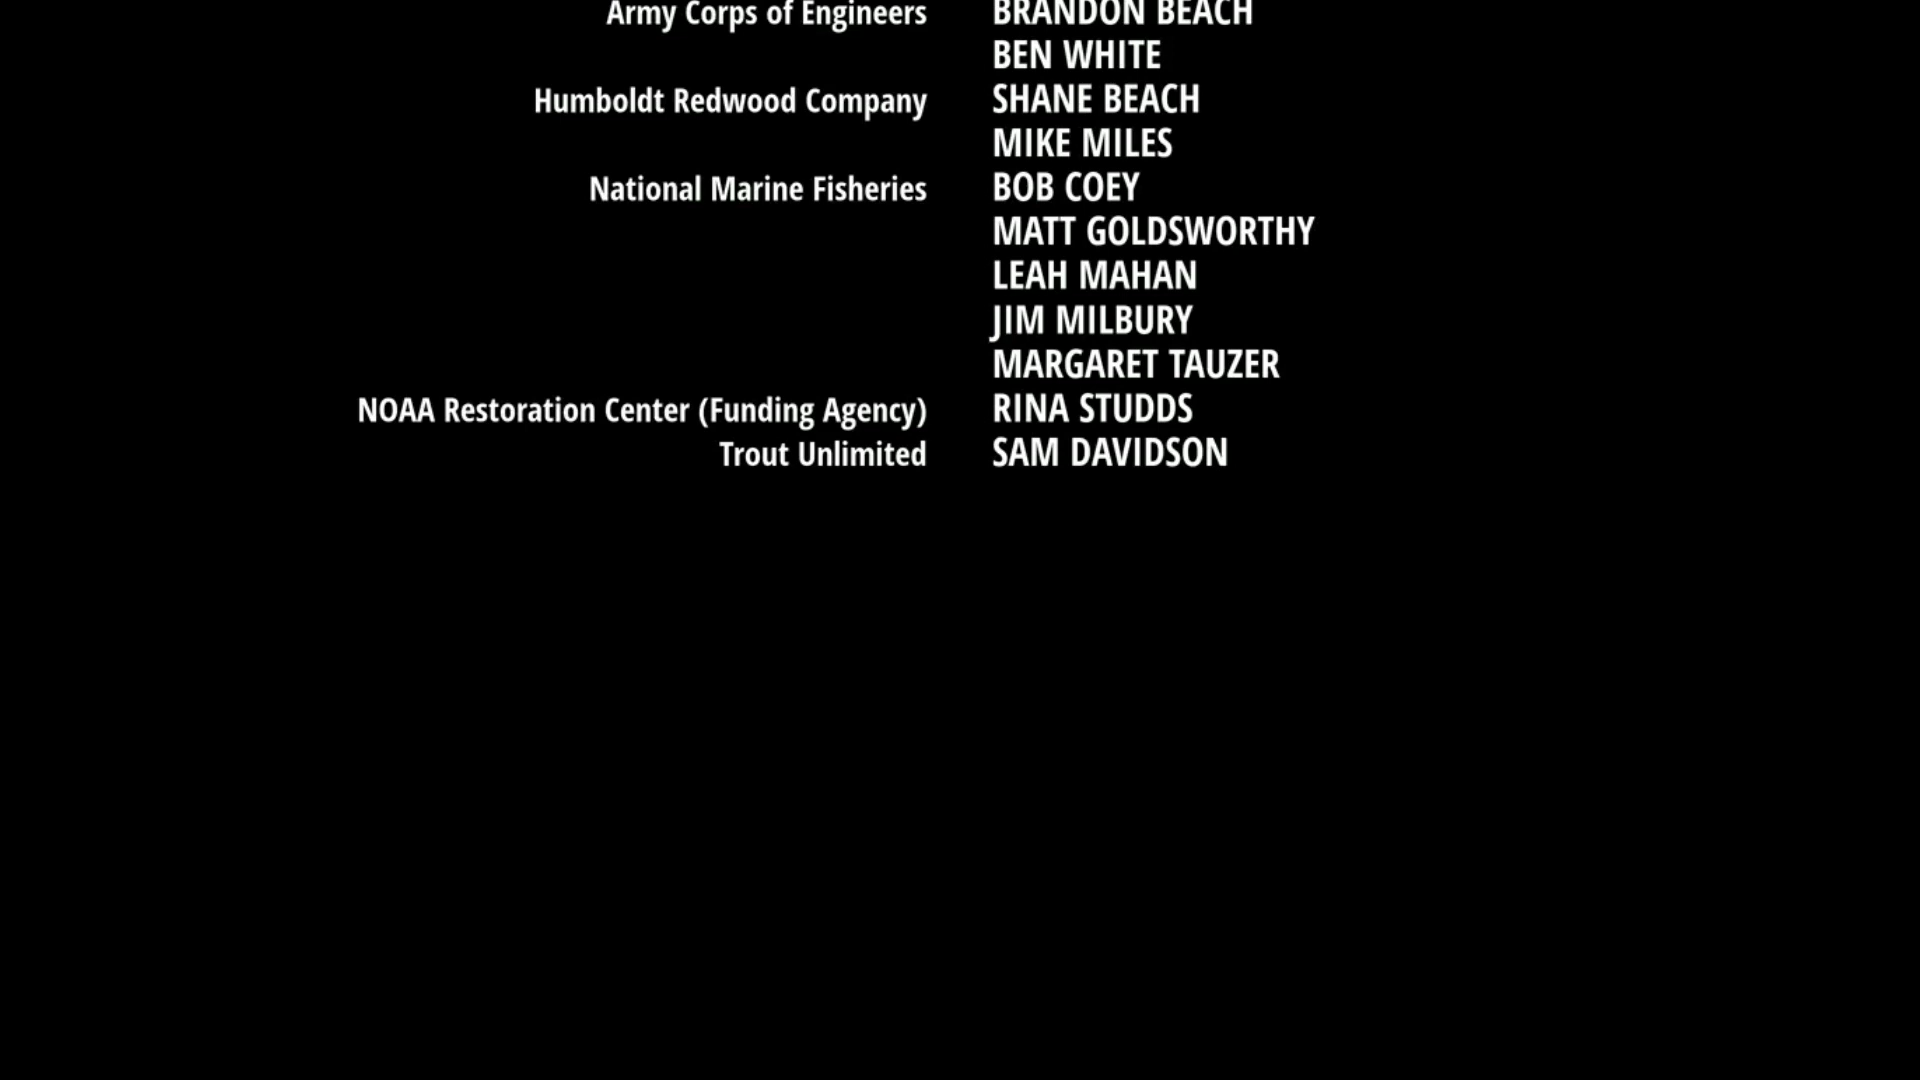 Army Corps of Engineers BRANDON BEACH
BEN WHITE
Humboldt Redwood Company SHANE BEACH
MIKE MILES
National Marine Fisheries BOB COEY
MATT GOLDSWORTHY
LEAH MAHAN
JIM MILBURY
MARGARET TAUZER
NOAA Restoration Center (Funding Agency) RINA STUDDS
Trout Unlimited SAM DAVIDSON